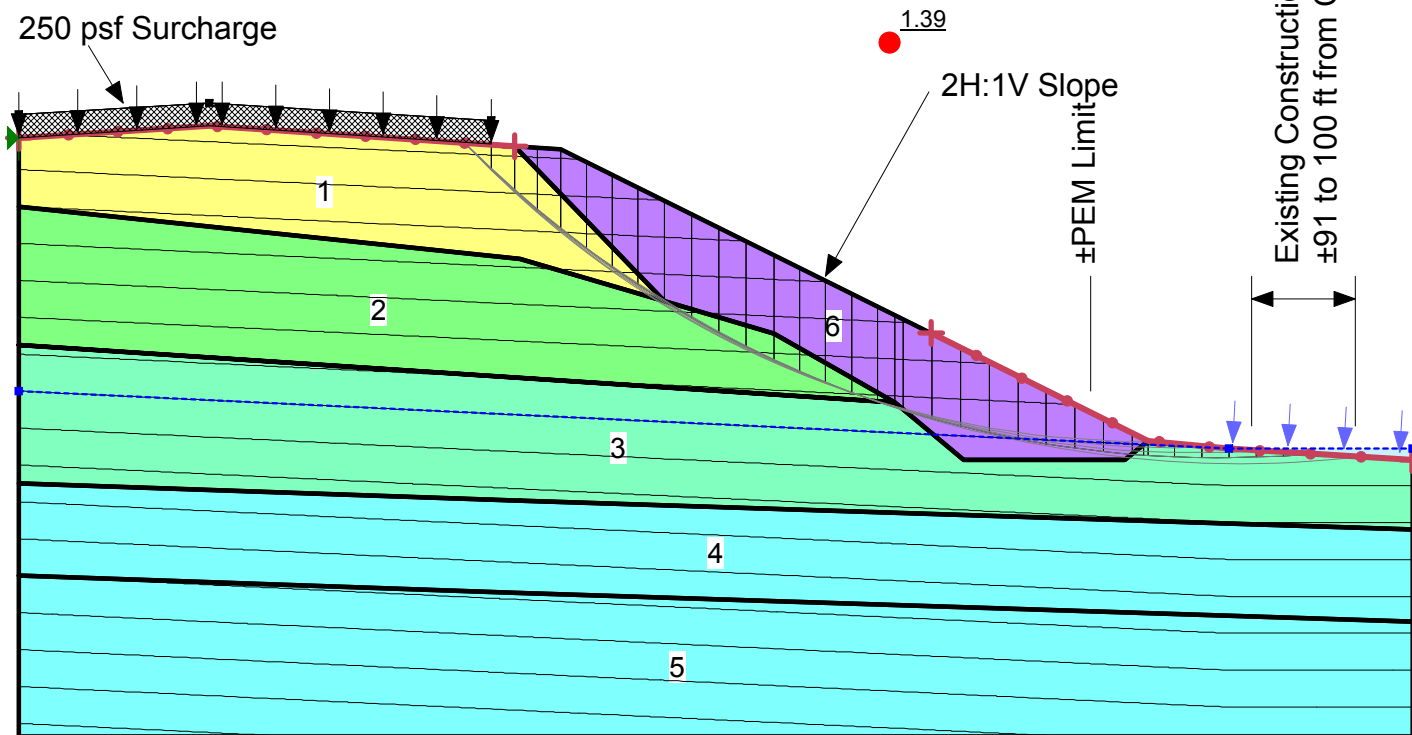 250 psf Surcharge
1.39
2H:1V Slope
±PEM Limit
Existing
±91 to 100 ft from
1
2
6
3
4
5